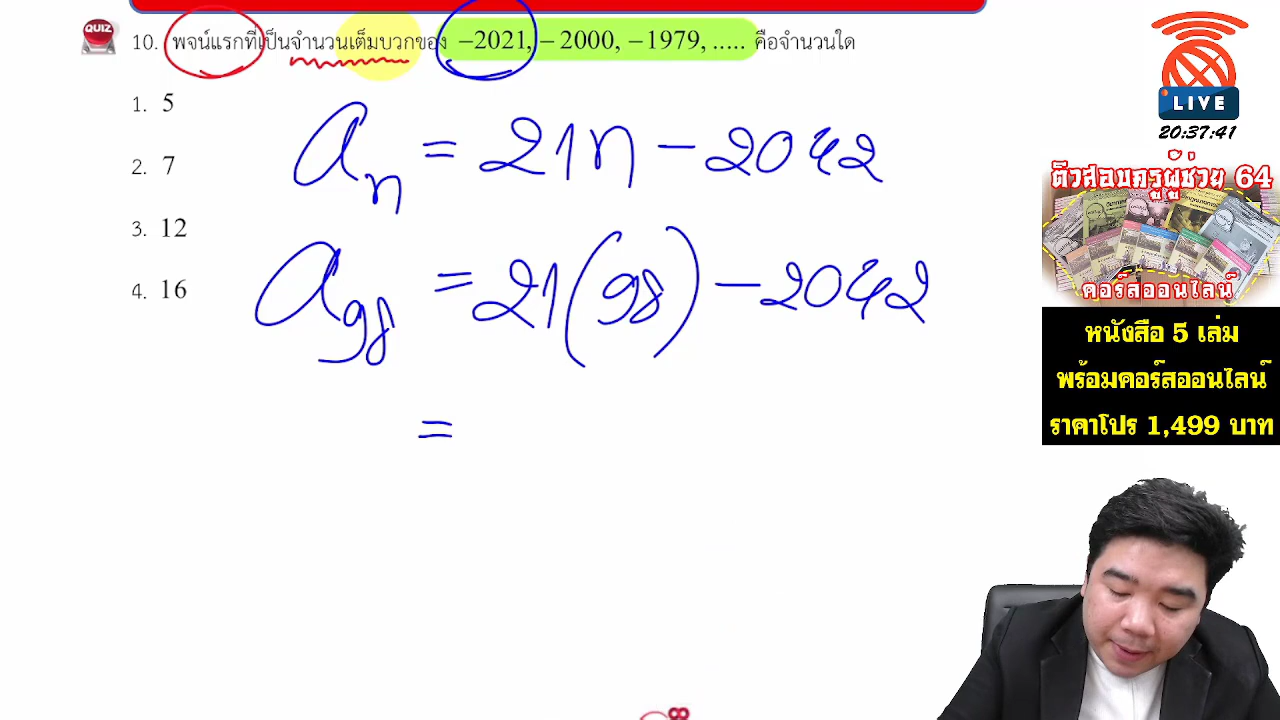 QUIZ
10. พจน์แรกที่เป็นจำนวนเต็มบวกของ −2021, − 2000, −1979, ..... คือจำนวนใด
1. 5
2. 7
3. 12
4. 16
aₙ = 21n − 2042
a₉₈ = 21(98) − 2042
=
LIVE
20:37:41
ติวสอบครูผู้ช่วย 64
คอร์สออนไลน์
หนังสือ 5 เล่ม
พร้อมคอร์สออนไลน์
ราคาโปร 1,499 บาท